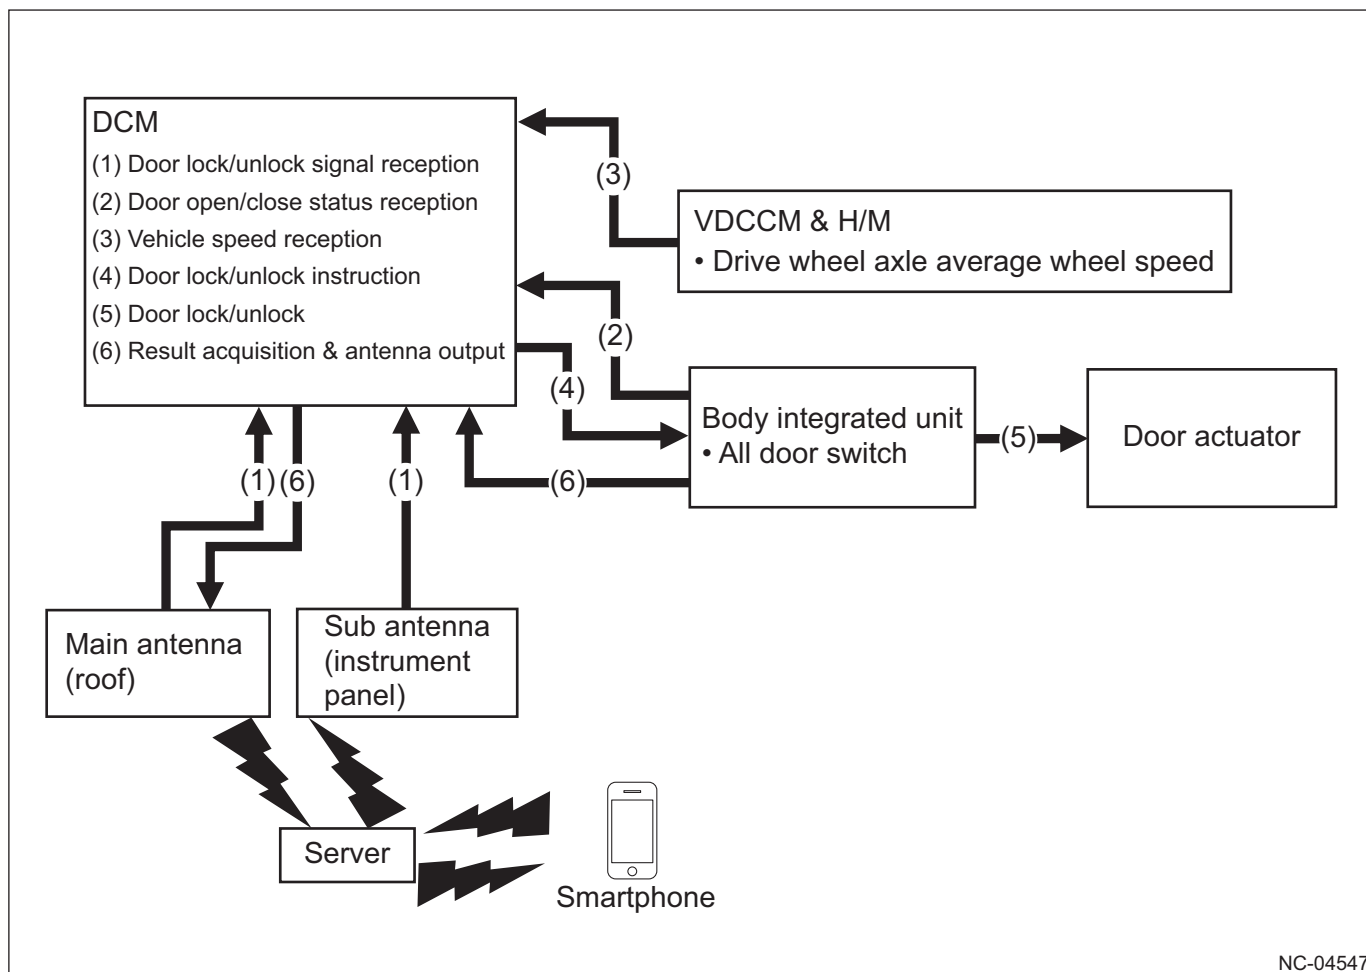 DCM
(1) Door lock/unlock signal reception
(2) Door open/close status reception
(3) Vehicle speed reception
(4) Door lock/unlock instruction
(5) Door lock/unlock
(6) Result acquisition & antenna output
(3)
VDCCM & H/M
• Drive wheel axle average wheel speed
(2)
(4)
Body integrated unit
• All door switch
(5)
Door actuator
(1)
(6)
(1)
(6)
Main antenna
(roof)
Sub antenna
(instrument
panel)
Server
Smartphone
NC-04547